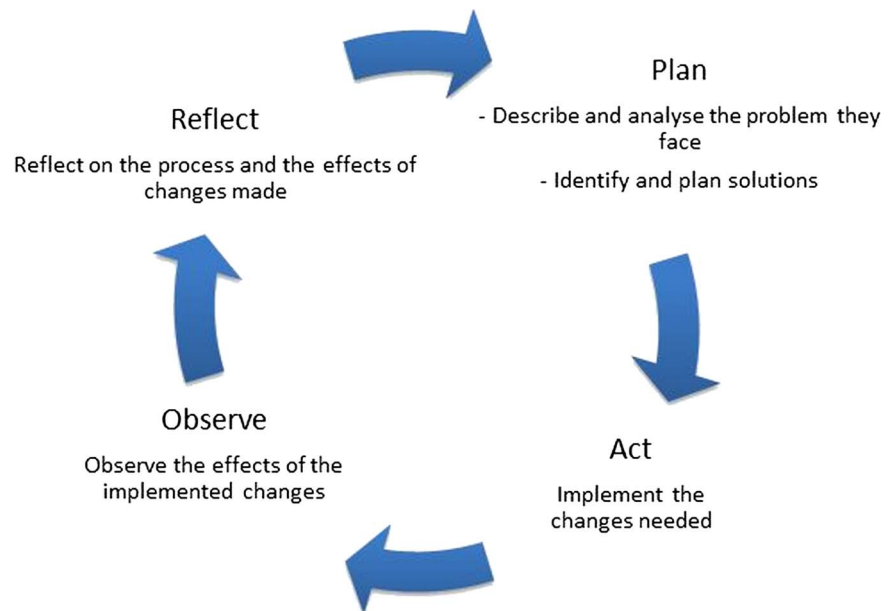 Plan
- Describe and analyse the problem they
face
- Identify and plan solutions
Act
Implement the
changes needed
Observe
Observe the effects of the
implemented changes
Reflect
Reflect on the process and the effects of
changes made